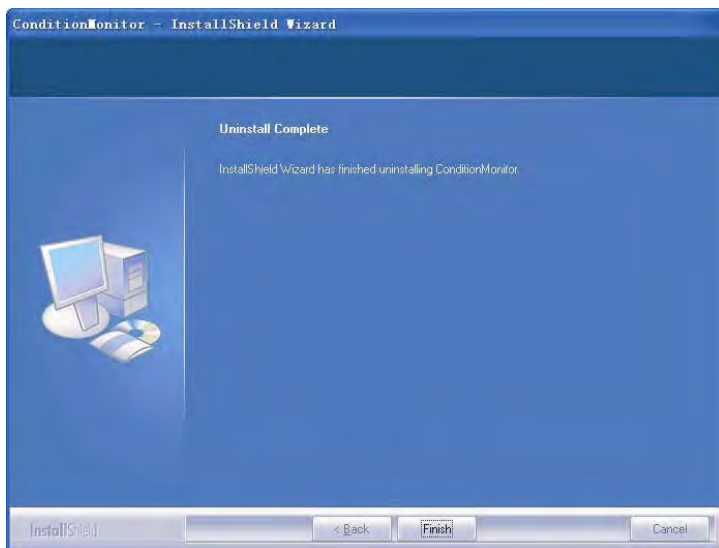 ConditionMonitor - InstallShield Wizard
Uninstall Complete
InstallShield Wizard has finished uninstalling ConditionMonitor.
InstallShield
< Back
Finish
Cancel